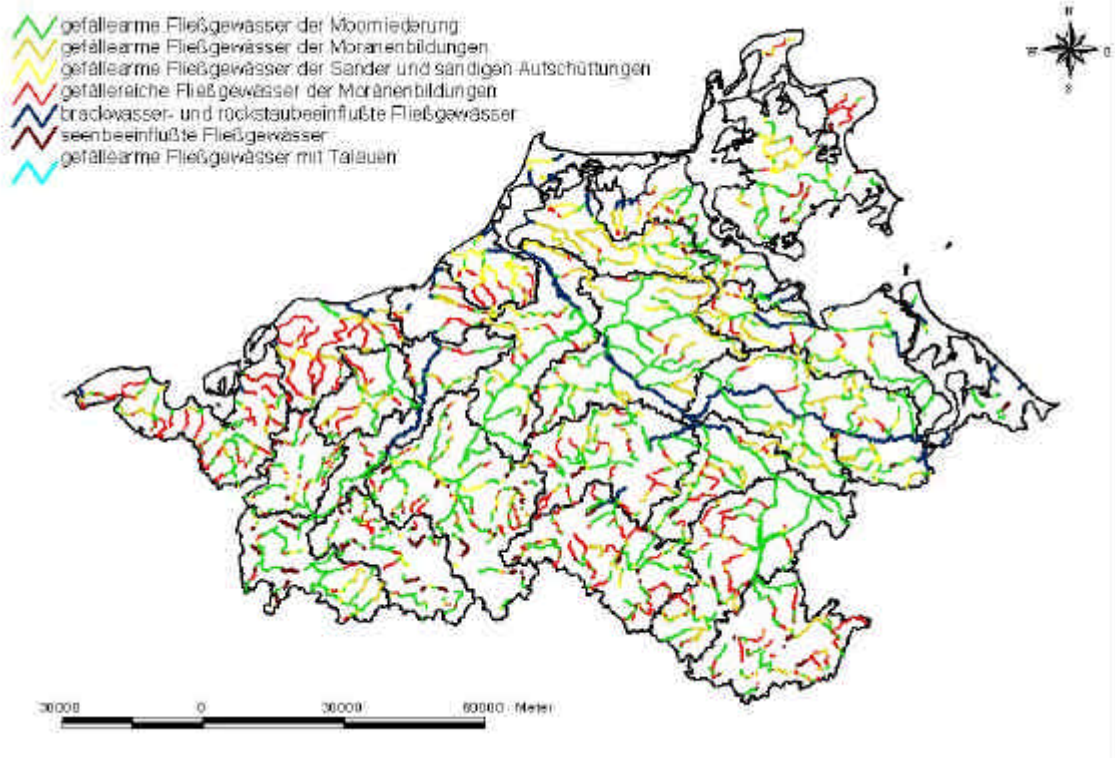 gefällearme Fließgewässer der Moorniederung
gefällearme Fließgewässer der Moränenbildungen
gefällearme Fließgewässer der Sander und sandigen Aufschüttungen
gefällereiche Fließgewässer der Moränenbildungen
brackwasser- und rückstaubeeinflußte Fließgewässer
seenbeeinflußte Fließgewässer
gefällearme Fließgewässer mit Talauen
N
W
O
S
30000 0 30000 60000 Meter